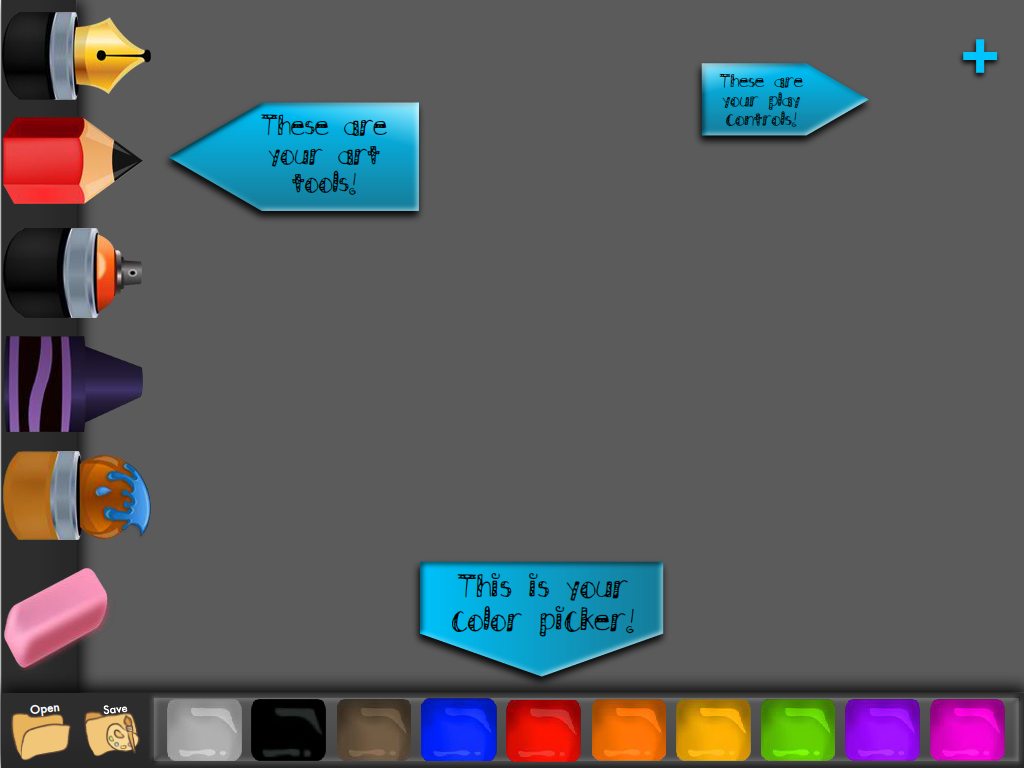 These are
your play
controls!
These are
your art
tools!
This is your
color picker!
Open
Save